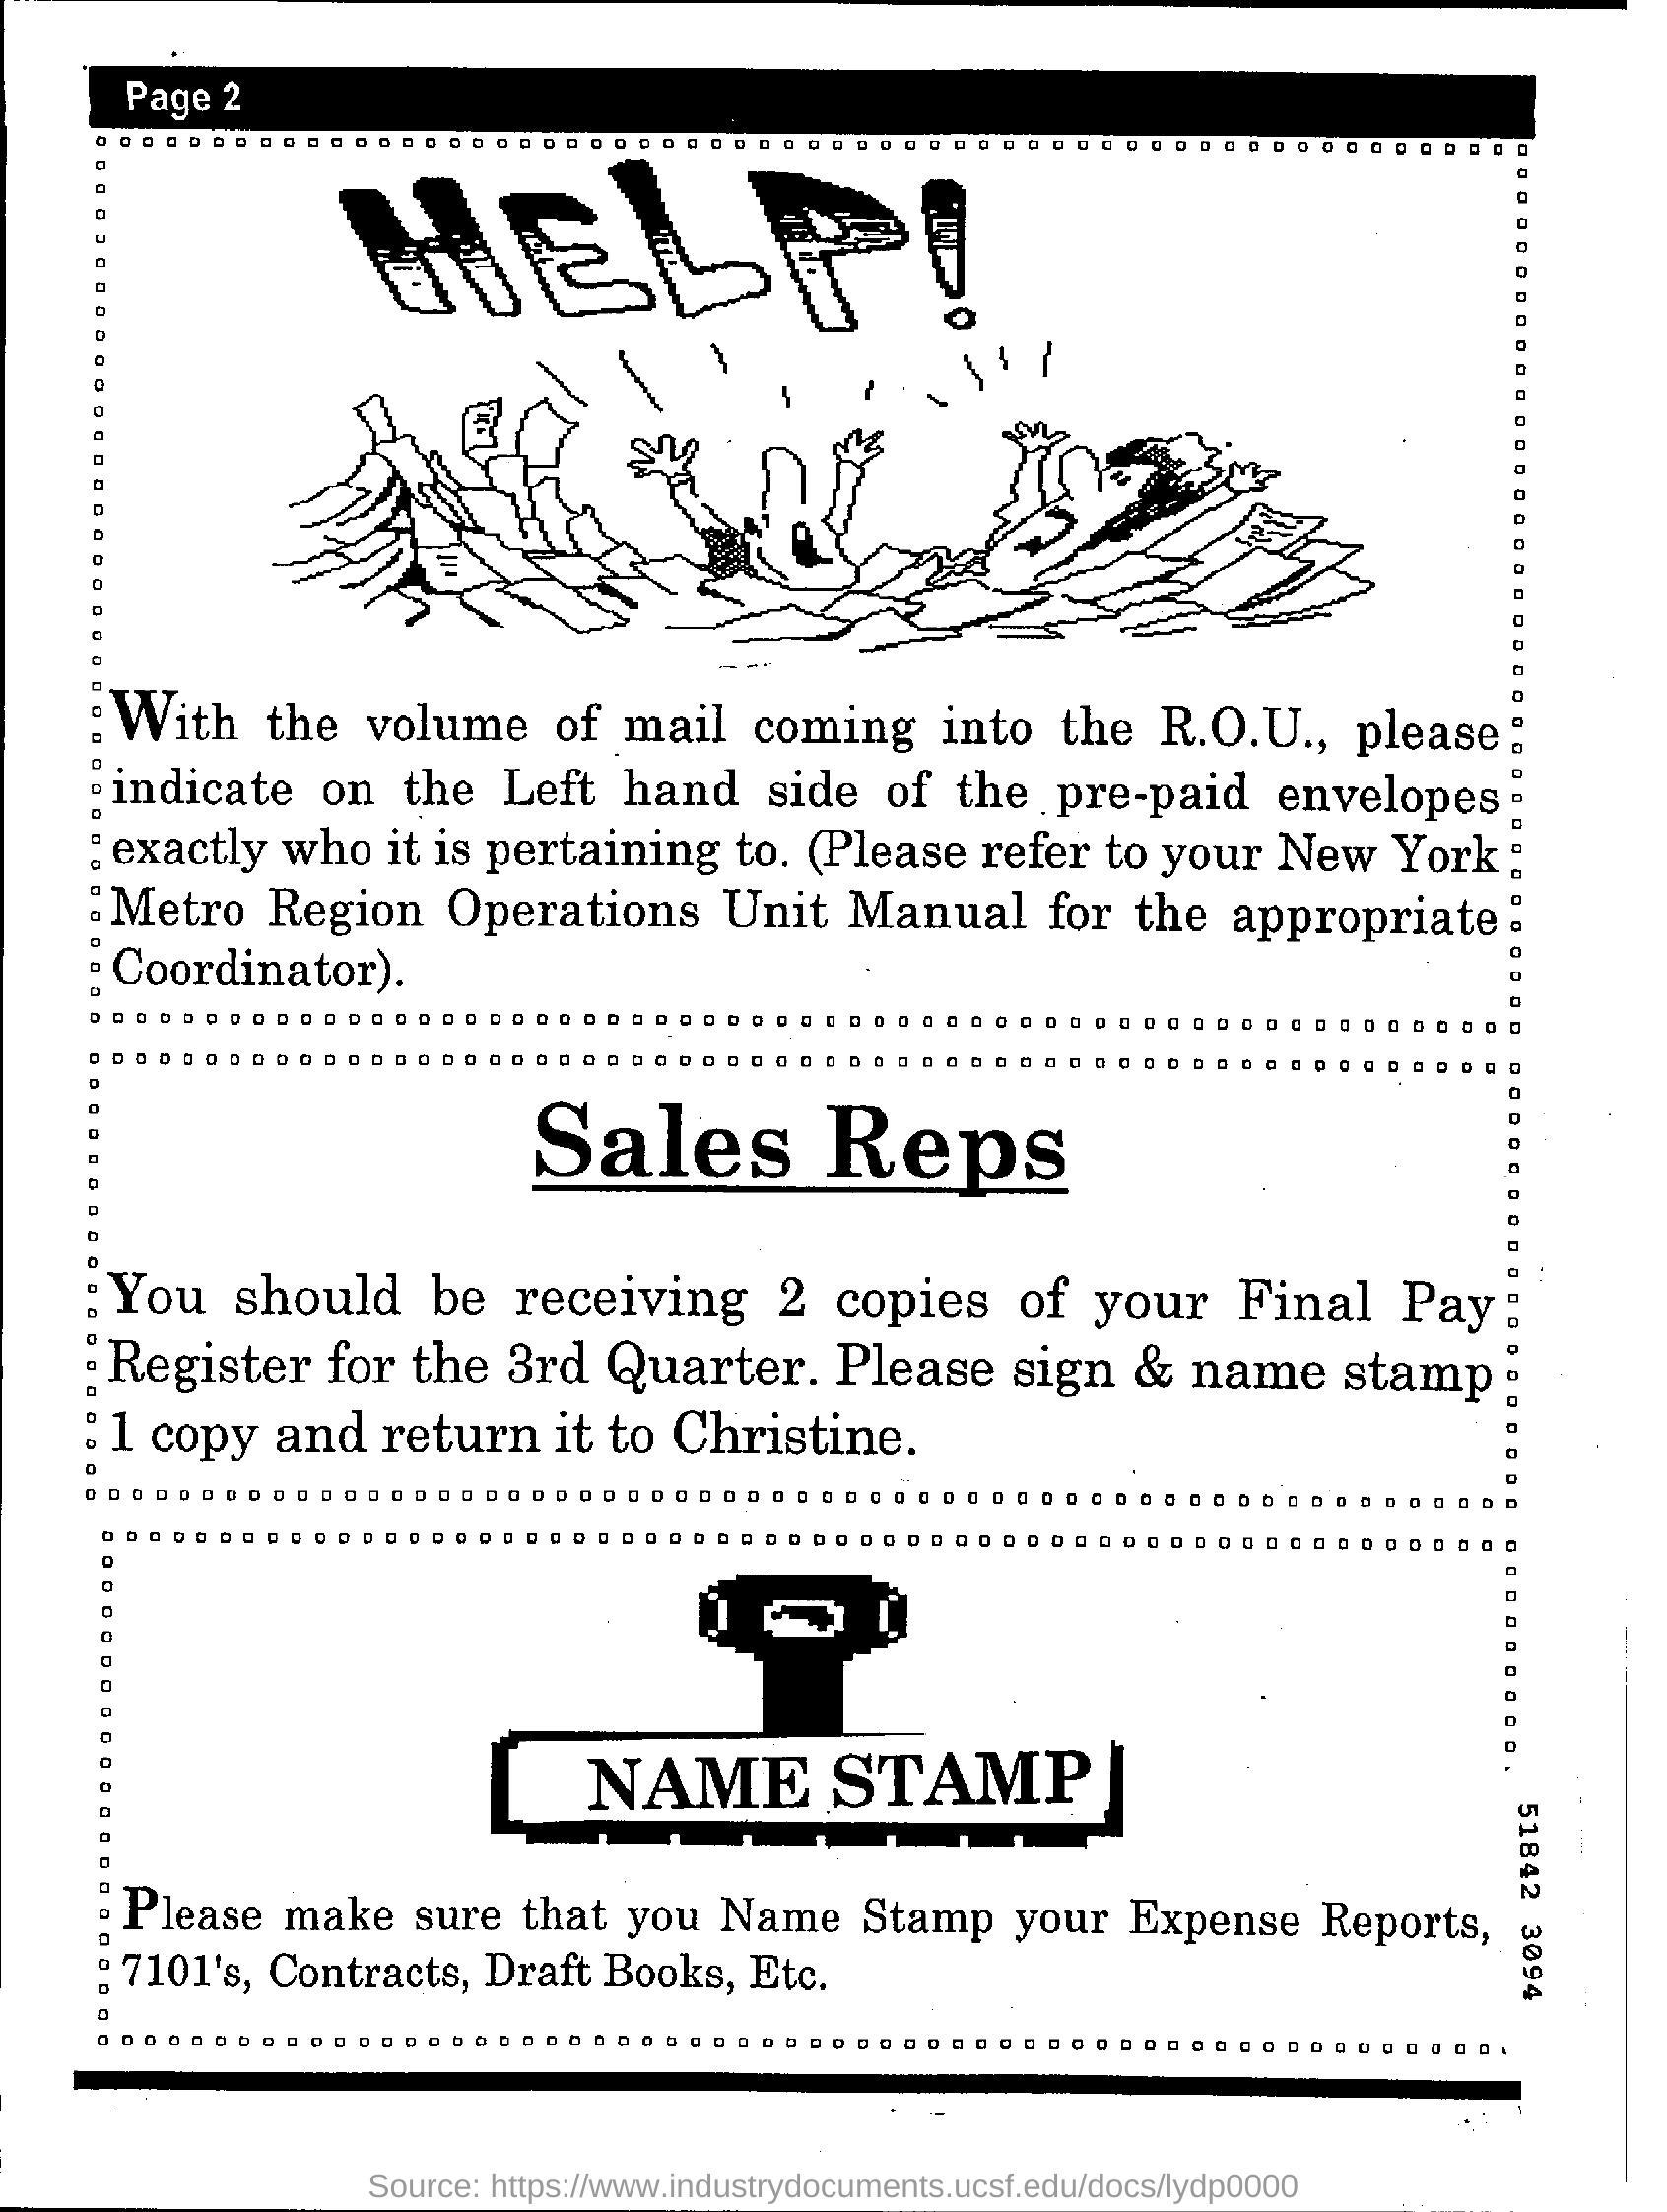 Page 2
HELP!
With the volume of mail coming into the R.O.U., please
indicate on the Left hand side of the pre-paid envelopes
exactly who it is pertaining to. (Please refer to your New York
Metro Region Operations Unit Manual for the appropriate
Coordinator).
Sales Reps
You should be receiving 2 copies of your Final Pay
Register for the 3rd Quarter. Please sign & name stamp
1 copy and return it to Christine.
NAME STAMP
Please make sure that you Name Stamp your Expense Reports,
7101's, Contracts, Draft Books, Etc.
51842 3094
Source: https://www.industrydocuments.ucsf.edu/docs/lydp0000